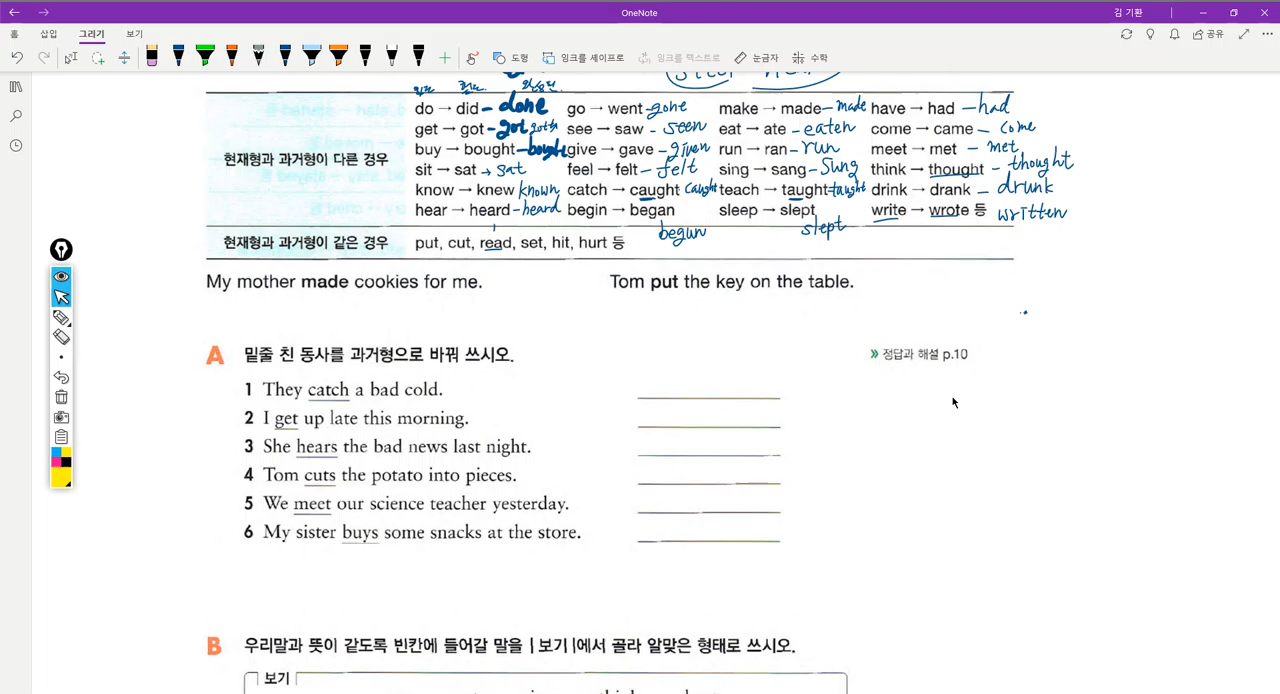 OneNote
김 기환
홈 삽입 그리기 보기
공유
도형 잉크를 셰이프로 잉크를 텍스트로 눈금자 수학
do → did - done go → went - gone make → made - made have → had - had
get → got - got see → saw - seen eat → ate - eaten come → came - come
buy → bought - bought give → gave - given run → ran - run meet → met - met
현재형과 과거형이 다른 경우
sit → sat → sat feel → felt - felt sing → sang - sung think → thought - thought
know → knew known catch → caught caught teach → taught - taught drink → drank - drunk
hear → heard - heard begin → began sleep → slept write → wrote 등 written
begun slept
현재형과 과거형이 같은 경우 put, cut, read, set, hit, hurt 등
My mother made cookies for me. Tom put the key on the table.
A 밑줄 친 동사를 과거형으로 바꿔 쓰시오. 정답과 해설 p.10
1 They catch a bad cold.
2 I get up late this morning.
3 She hears the bad news last night.
4 Tom cuts the potato into pieces.
5 We meet our science teacher yesterday.
6 My sister buys some snacks at the store.
B 우리말과 뜻이 같도록 빈칸에 들어갈 말을 |보기|에서 골라 알맞은 형태로 쓰시오.
보기